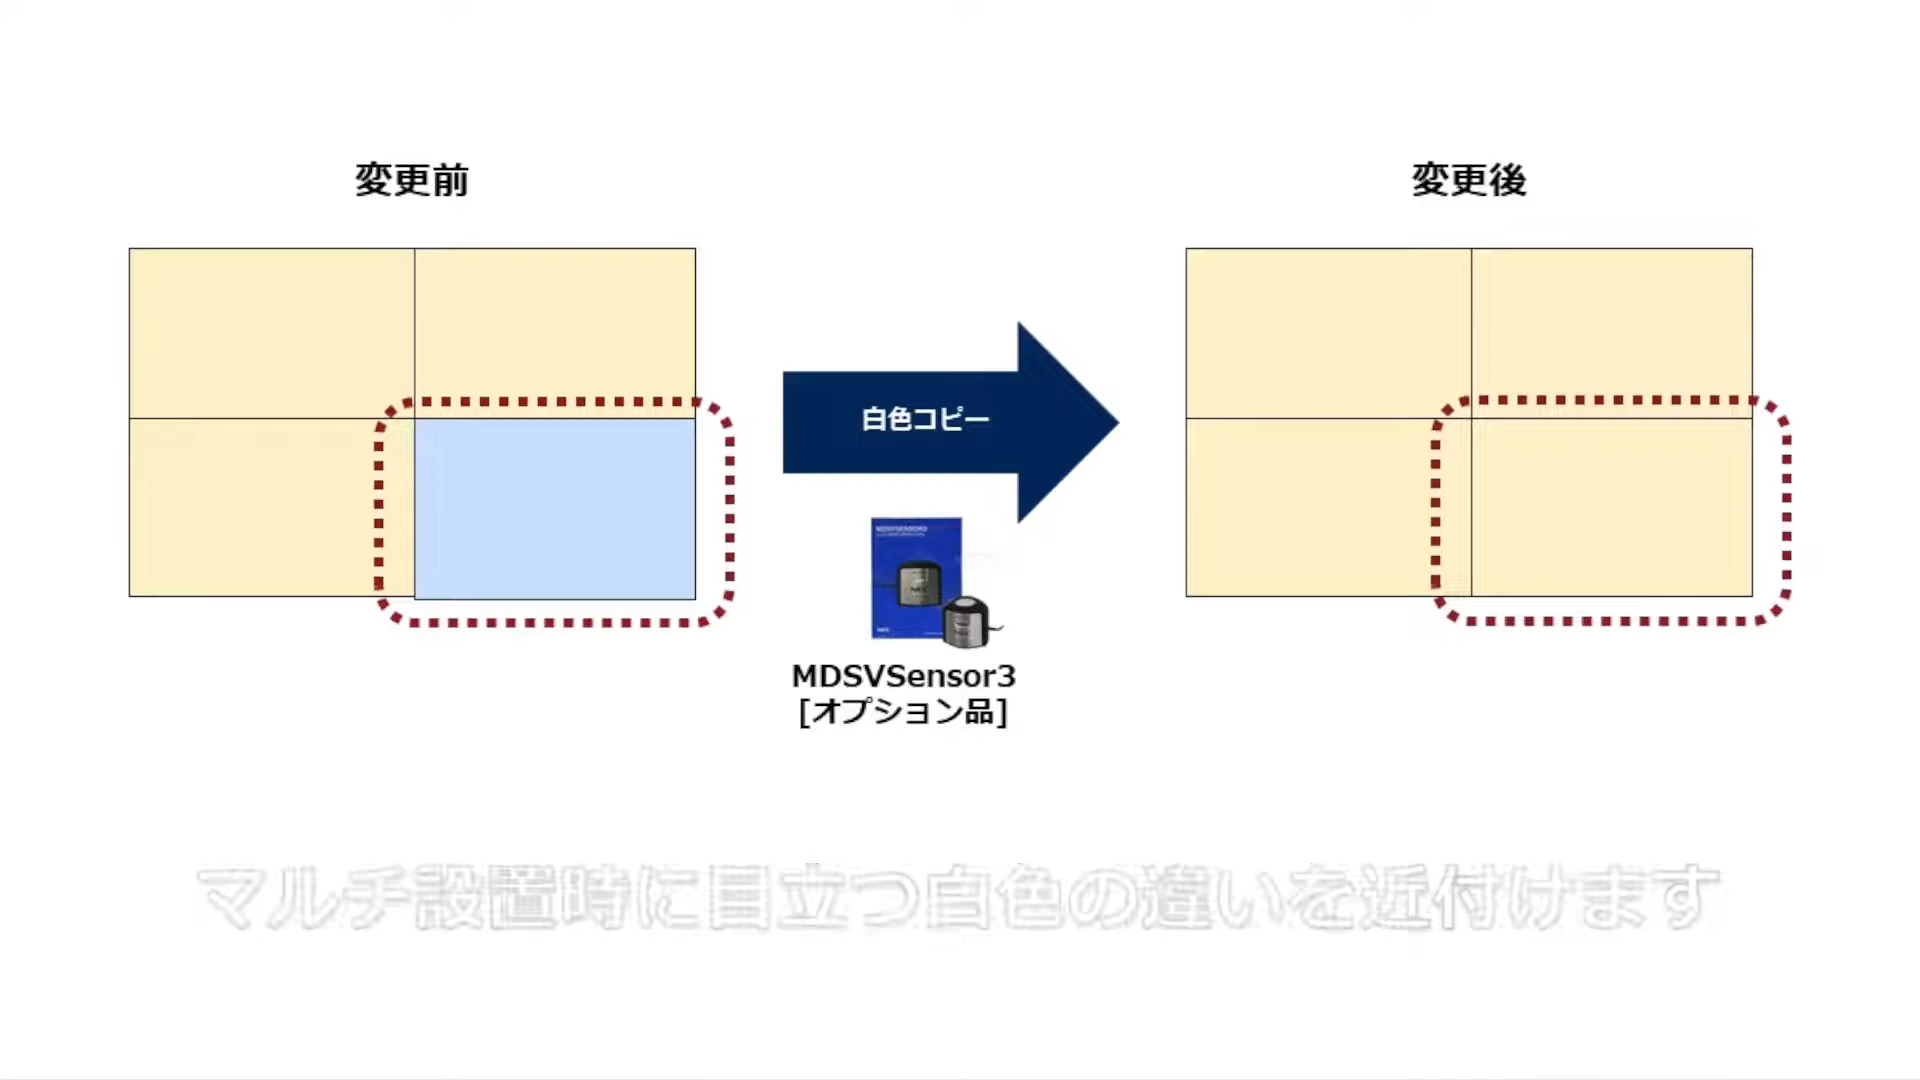 変更前
変更後
白色コピー
MDSVSENSOR3
MDSVSensor3
[オプション品]
マルチ設置時に目立つ白色の違いを近付けます